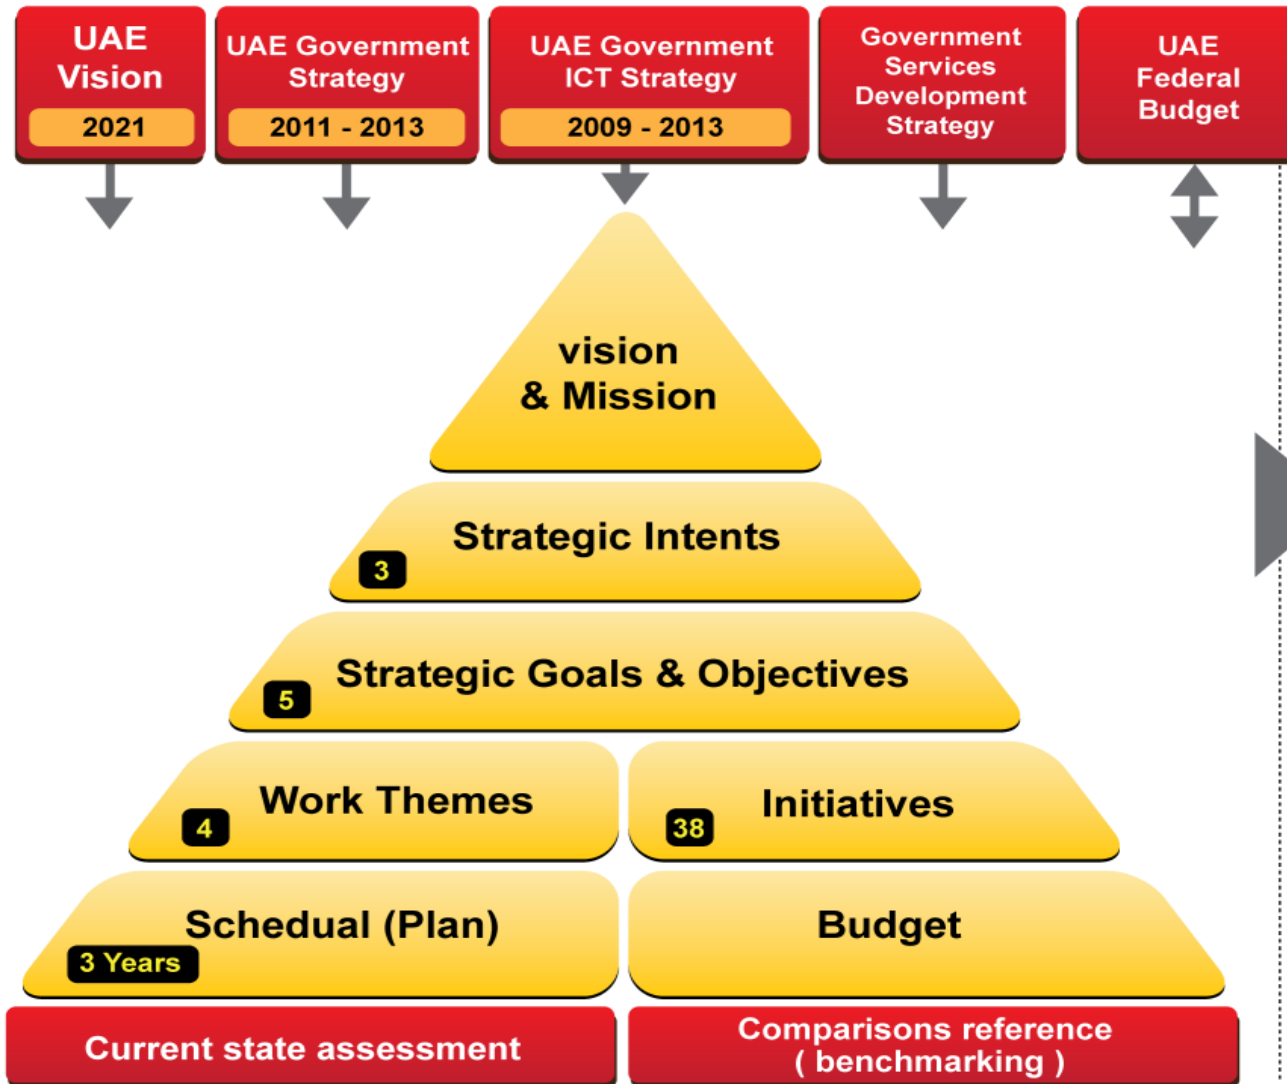 UAE
Vision
2021
UAE Government
Strategy
2011 - 2013
UAE Government
ICT Strategy
2009 - 2013
Government
Services
Development
Strategy
UAE
Federal
Budget
vision
& Mission
Strategic Intents
3
Strategic Goals & Objectives
5
Work Themes
4
Initiatives
38
Schedual (Plan)
3 Years
Budget
Current state assessment
Comparisons reference
( benchmarking )